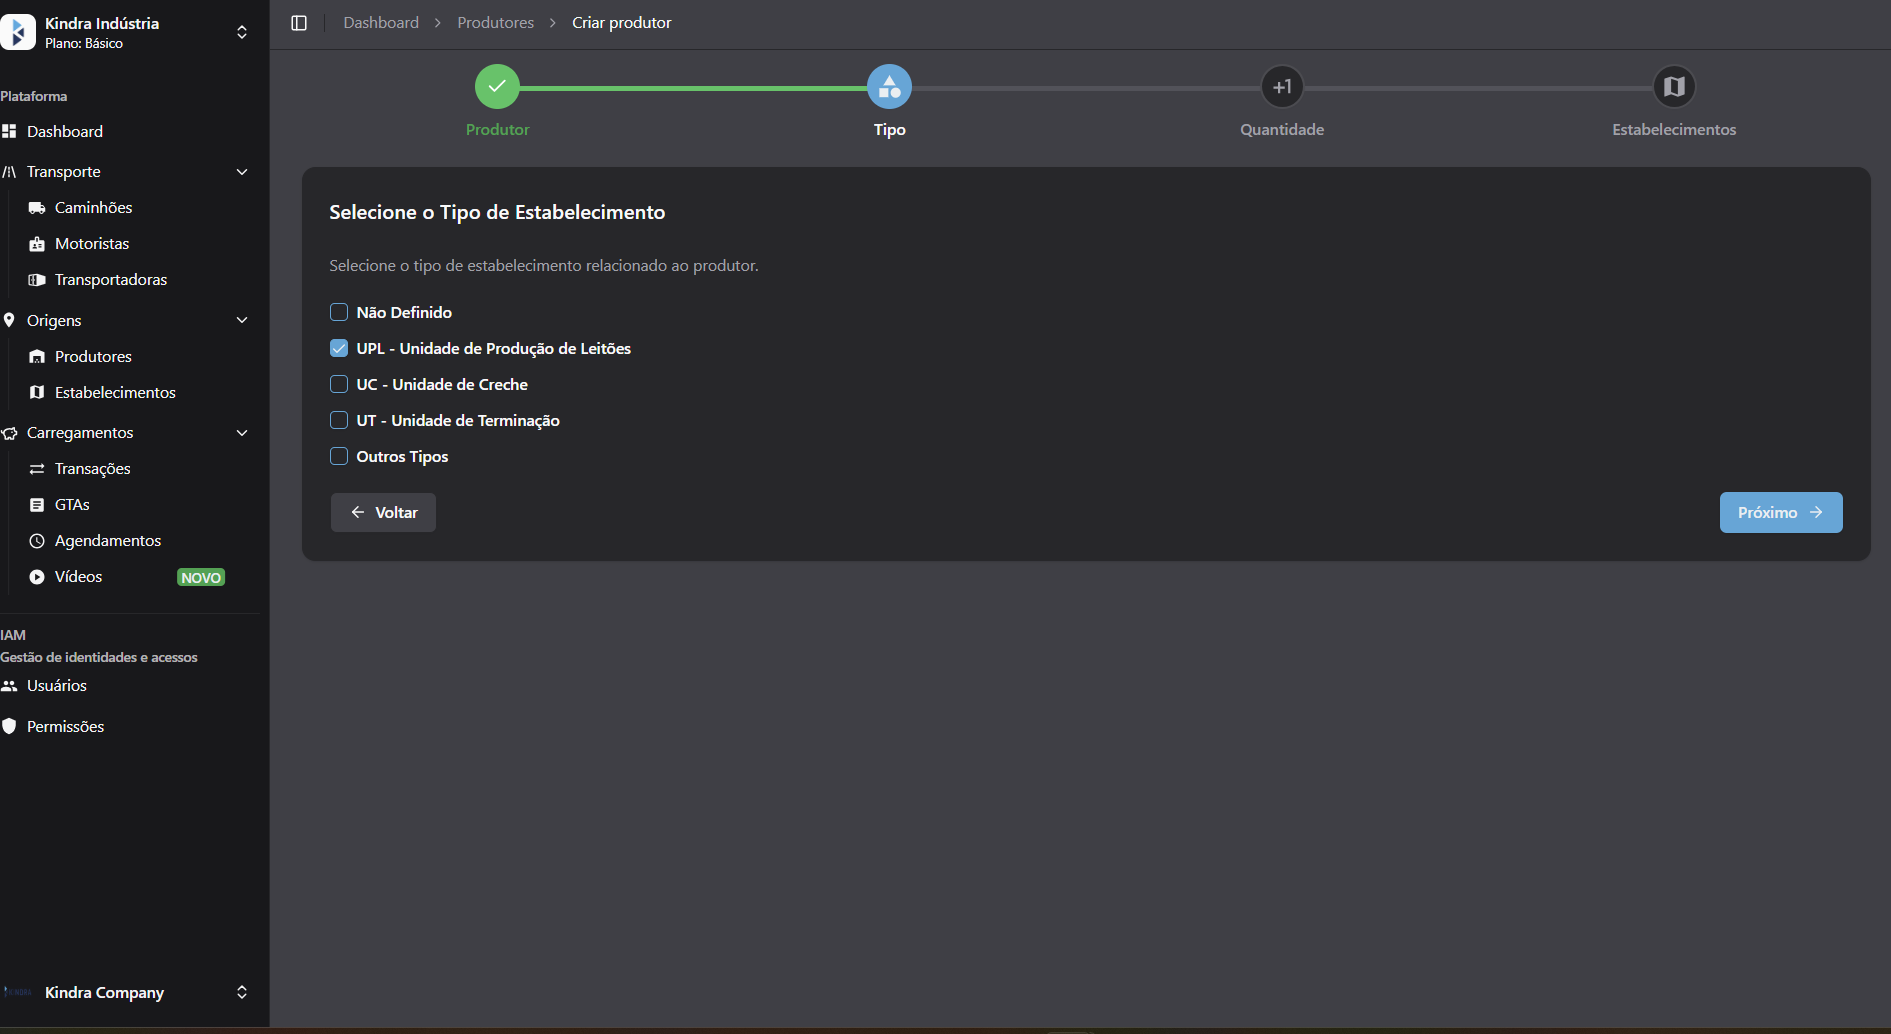 Kindra Indústria
Plano: Básico
Plataforma
Dashboard
Transporte
Caminhões
Motoristas
Transportadoras
Origens
Produtores
Estabelecimentos
Carregamentos
Transações
GTAs
Agendamentos
Vídeos NOVO
IAM
Gestão de identidades e acessos
Usuários
Permissões
Kindra Company
Dashboard > Produtores > Criar produtor
Produtor
Tipo
+1
Quantidade
Estabelecimentos
Selecione o Tipo de Estabelecimento
Selecione o tipo de estabelecimento relacionado ao produtor.
Não Definido
UPL - Unidade de Produção de Leitões
UC - Unidade de Creche
UT - Unidade de Terminação
Outros Tipos
Voltar
Próximo